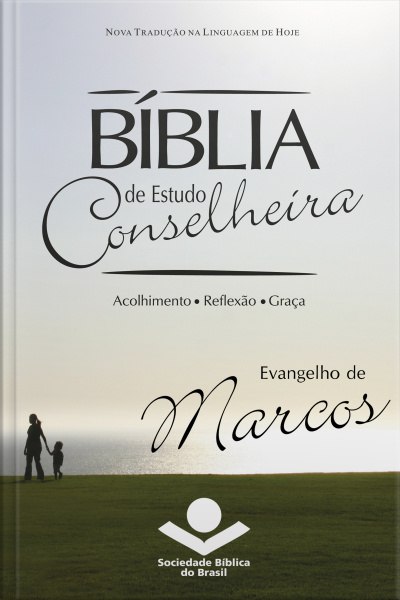 Nova Tradução na Linguagem de Hoje
BÍBLIA
de Estudo
Conselheira
Acolhimento • Reflexão • Graça
Evangelho de
Marcos
Sociedade Bíblica
do Brasil